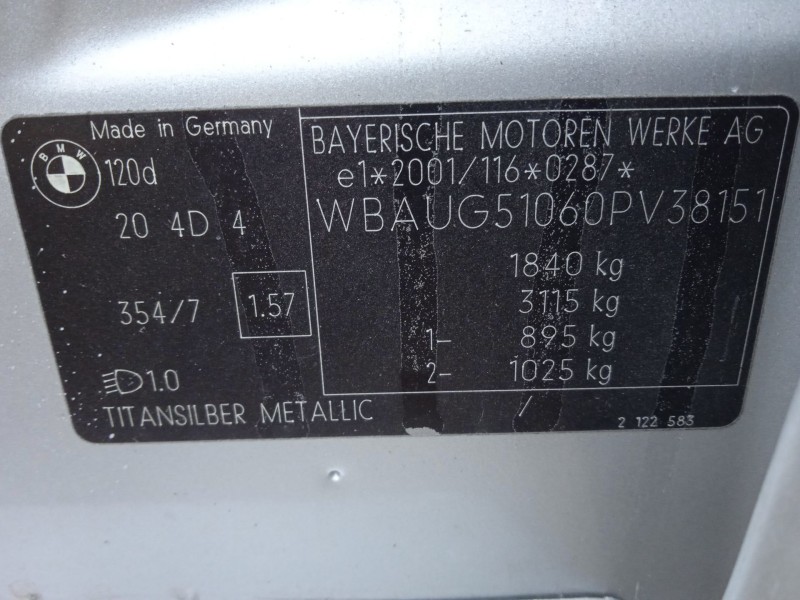 Made in Germany
BMW
120d
20 4D 4
354/7 1.57
1.0
TITANSILBER METALLIC
BAYERISCHE MOTOREN WERKE AG
e1*2001/116*0287*
WBAUG51060PV38151
1840 kg
3115 kg
1- 895 kg
2- 1025 kg
/
2 122 583